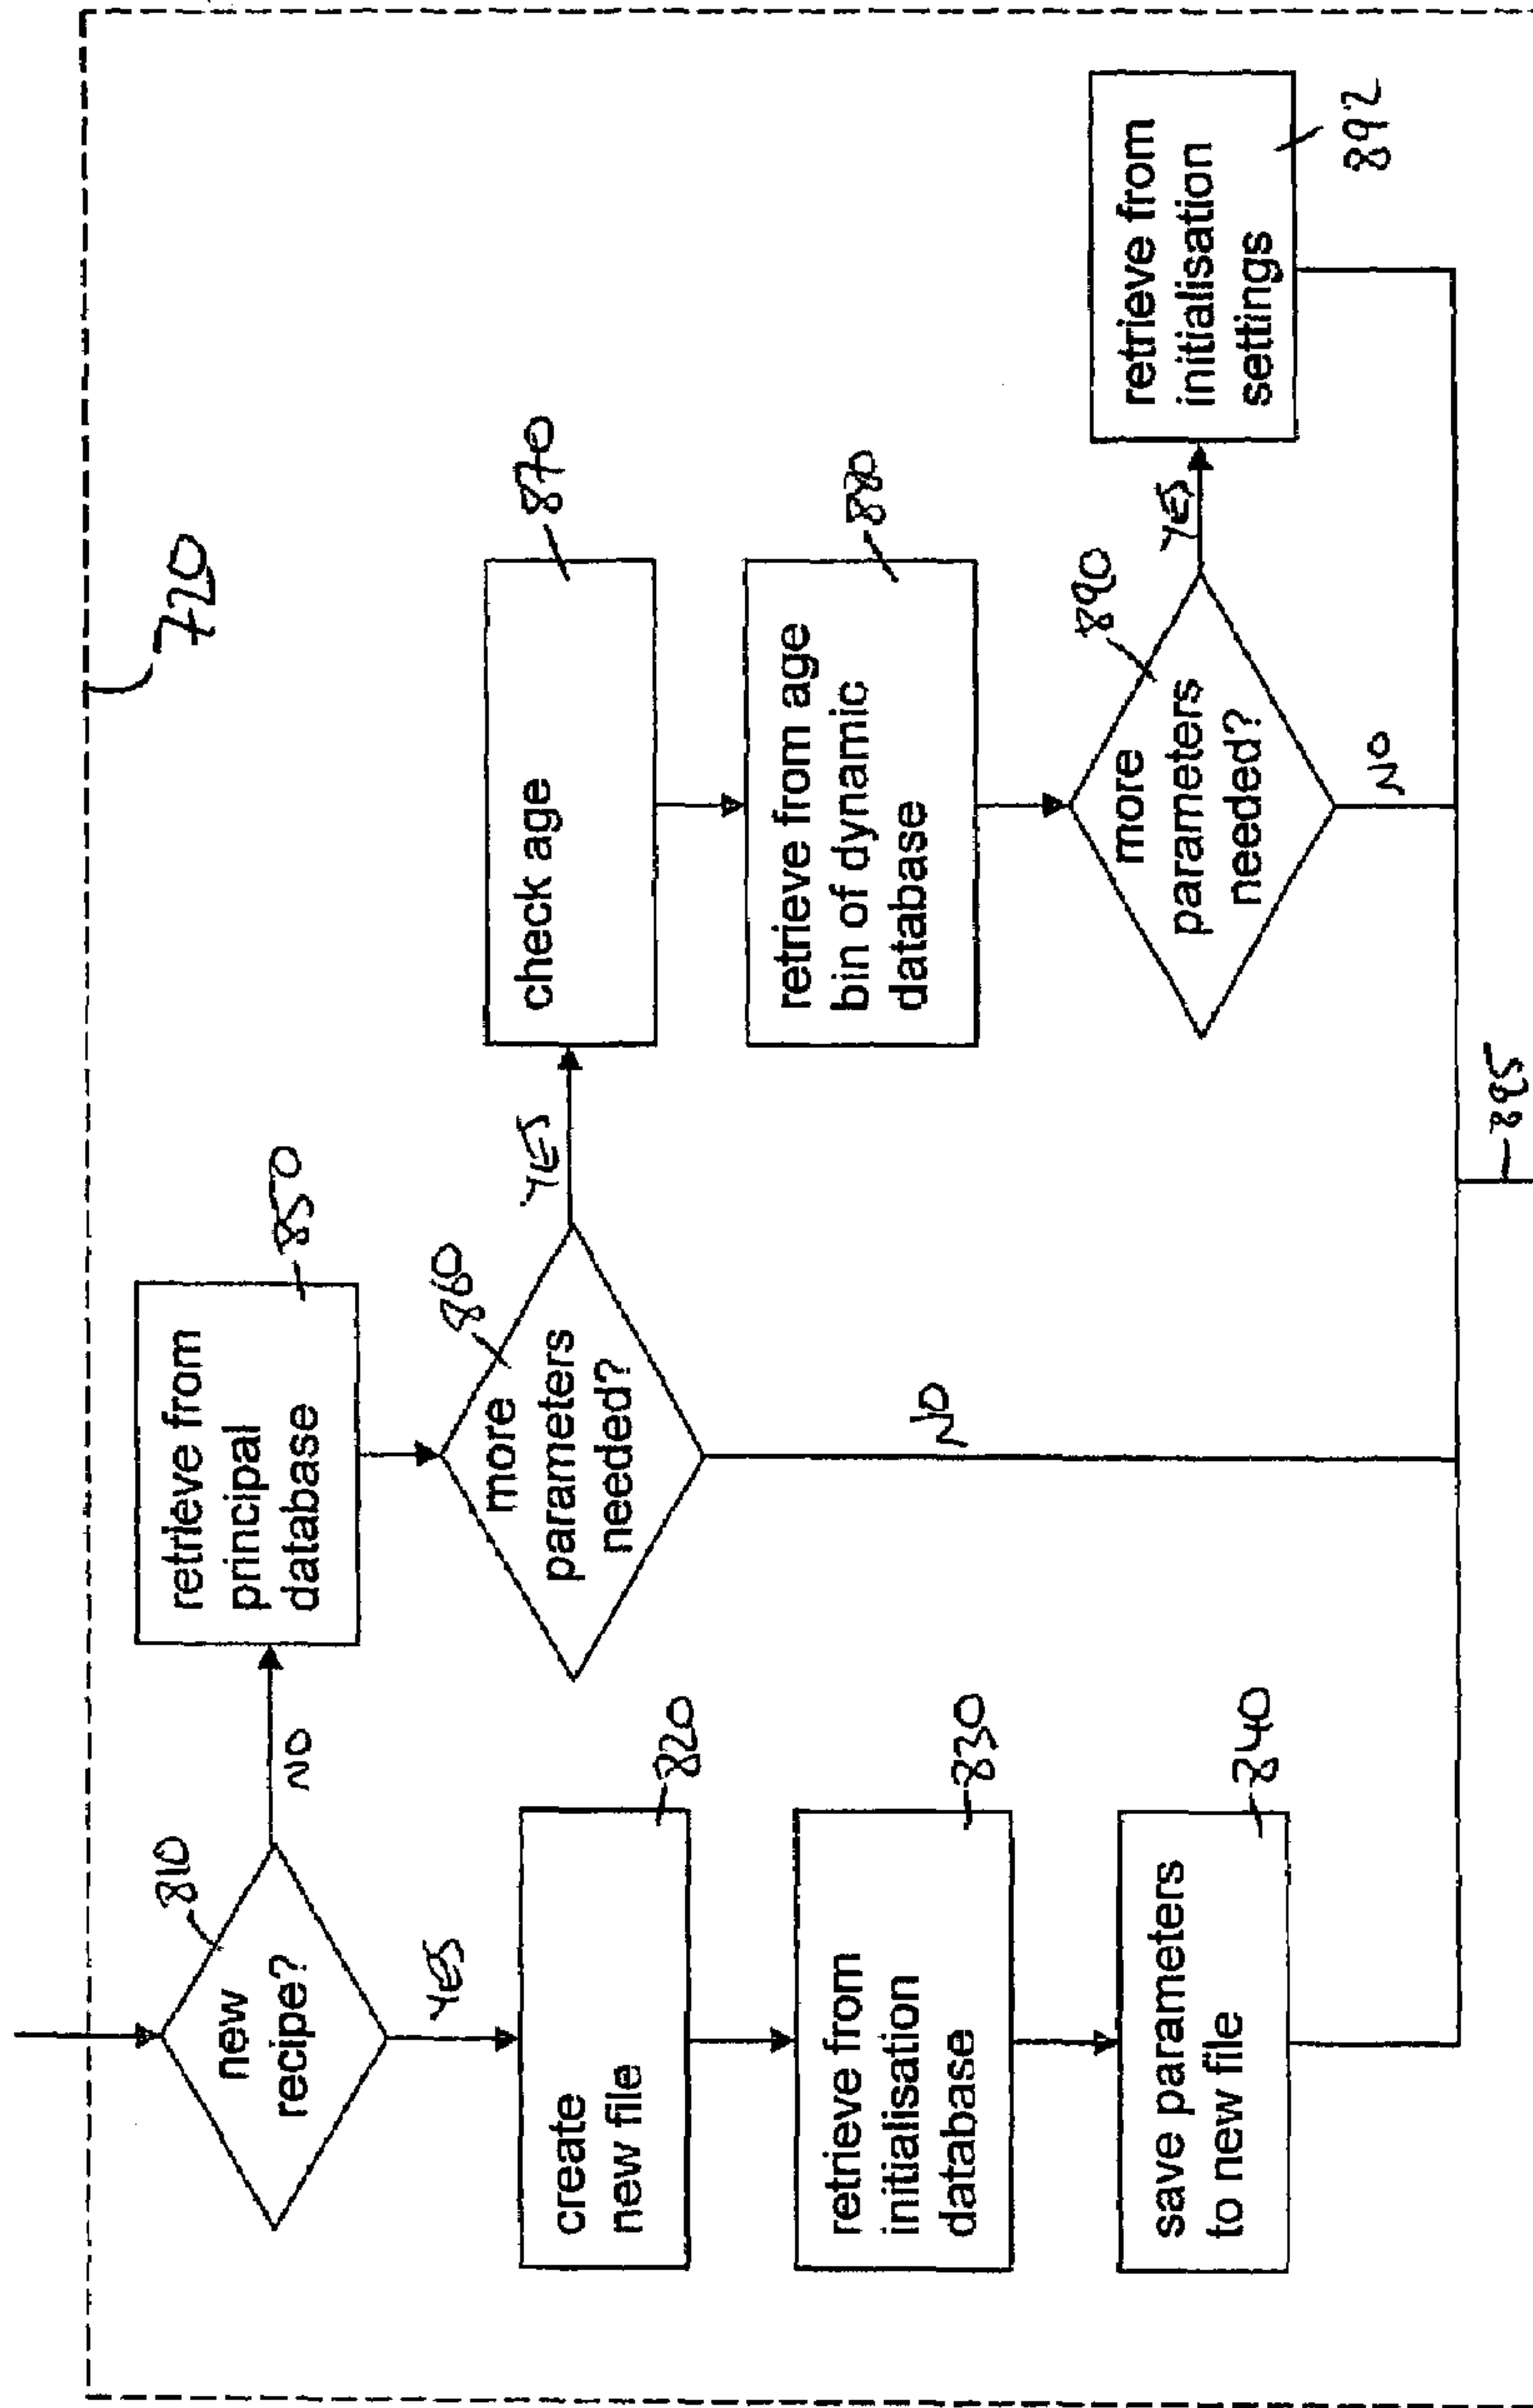 720
810
new
recipe?
NO
YES
820
create
new file
830
retrieve from
initialisation
database
840
save parameters
to new file
850
retrieve from
principal
database
860
more
parameters
needed?
YES
NO
870
check age
880
retrieve from age
bin of dynamic
database
890
more
parameters
needed?
YES
NO
892
retrieve from
initialisation
settings
895